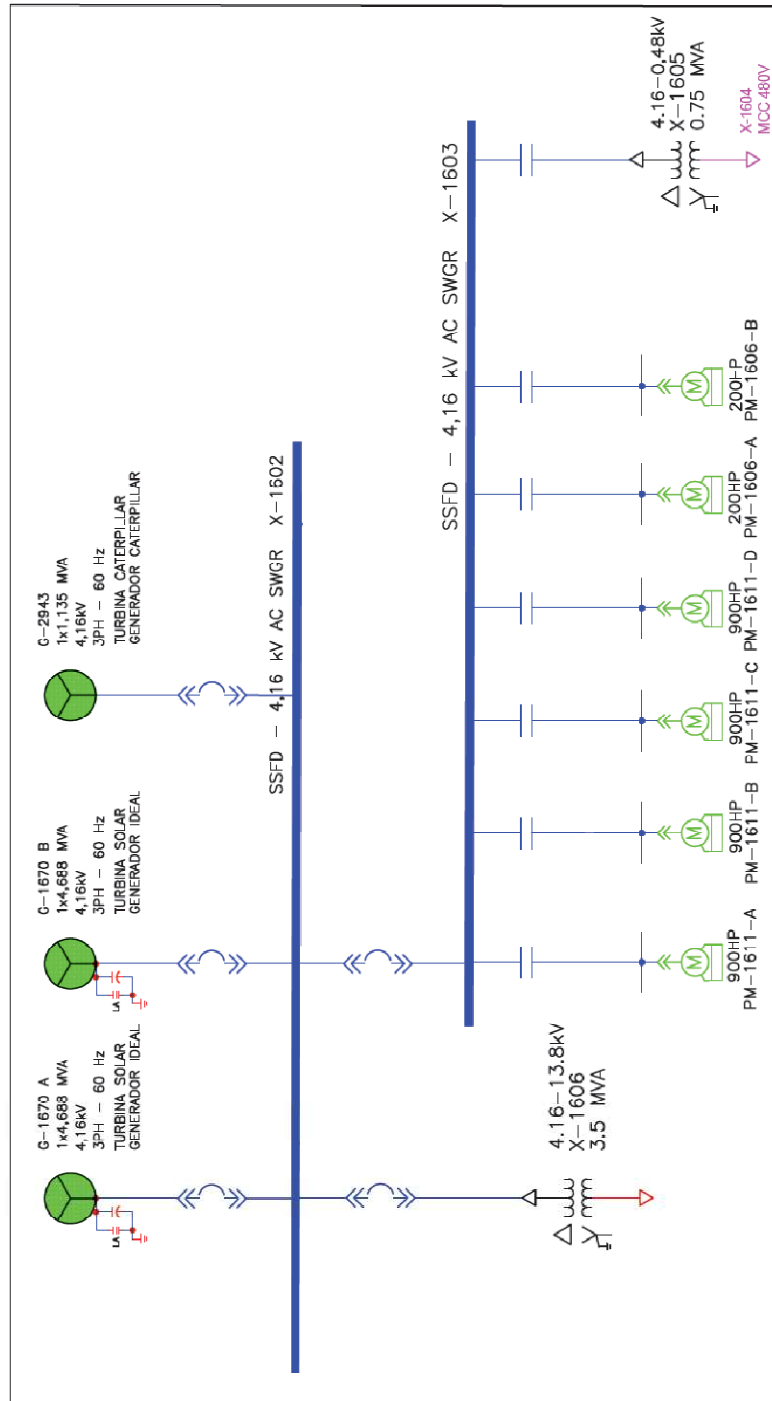 G-1670 A
1x4,688 MVA
4,16kV
3PH - 60 Hz
TURBINA SOLAR
GENERADOR IDEAL
LA
G-1670 B
1x4,688 MVA
4,16kV
3PH - 60 Hz
TURBINA SOLAR
GENERADOR IDEAL
LA
G-2943
1x1,135 MVA
4,16kV
3PH - 60 Hz
TURBINA CATERPILLAR
GENERADOR CATERPILLAR
SSFD - 4,16 kV AC SWGR X-1602
SSFD - 4,16 kV AC SWGR X-1603
4.16-13.8kV
X-1606
3.5 MVA
M
900HP
PM-1611-A
M
900HP
PM-1611-B
M
900HP
PM-1611-C
M
900HP
PM-1611-D
M
200HP
PM-1606-A
M
200HP
PM-1606-B
4.16-0,48kV
X-1605
0.75 MVA
X-1604
MCC 480V